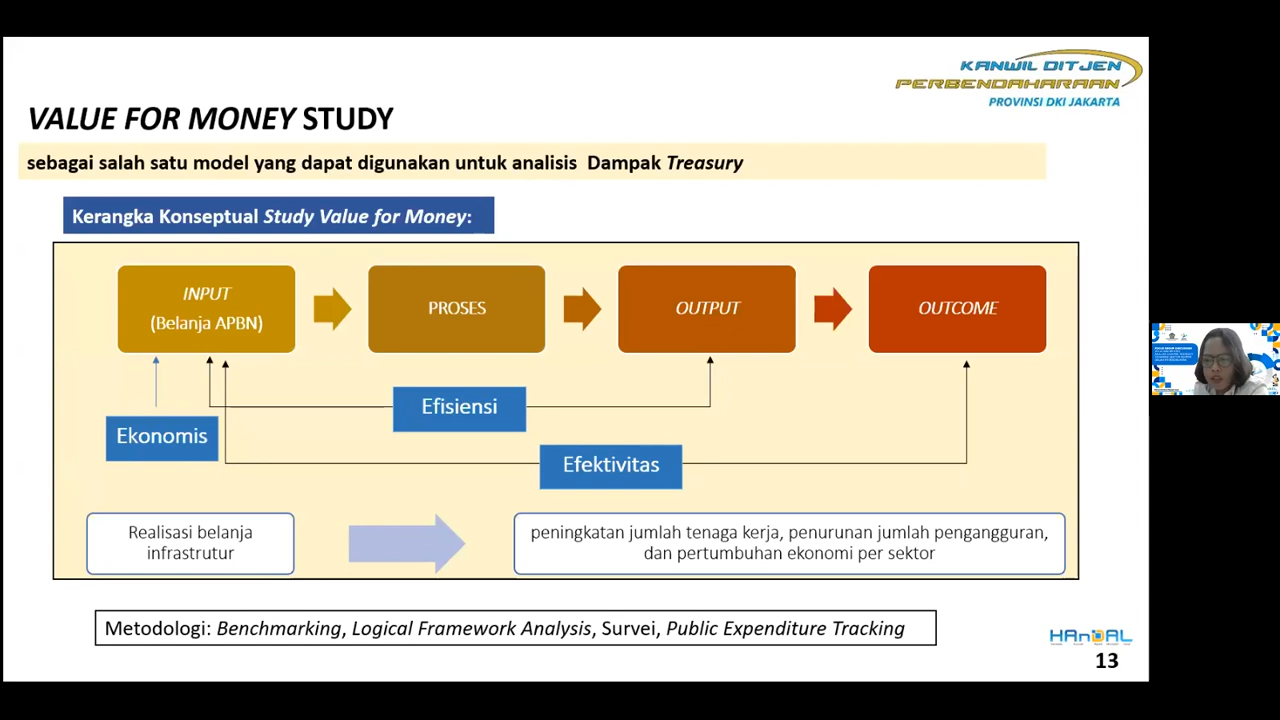 KANWIL DITJEN
PERBENDAHARAAN
PROVINSI DKI JAKARTA
VALUE FOR MONEY STUDY
sebagai salah satu model yang dapat digunakan untuk analisis Dampak Treasury
Kerangka Konseptual Study Value for Money:
INPUT
(Belanja APBN)
PROSES
OUTPUT
OUTCOME
Efisiensi
Ekonomis
Efektivitas
Realisasi belanja
infrastrutur
peningkatan jumlah tenaga kerja, penurunan jumlah pengangguran,
dan pertumbuhan ekonomi per sektor
Metodologi: Benchmarking, Logical Framework Analysis, Survei, Public Expenditure Tracking
HAnDAL
13